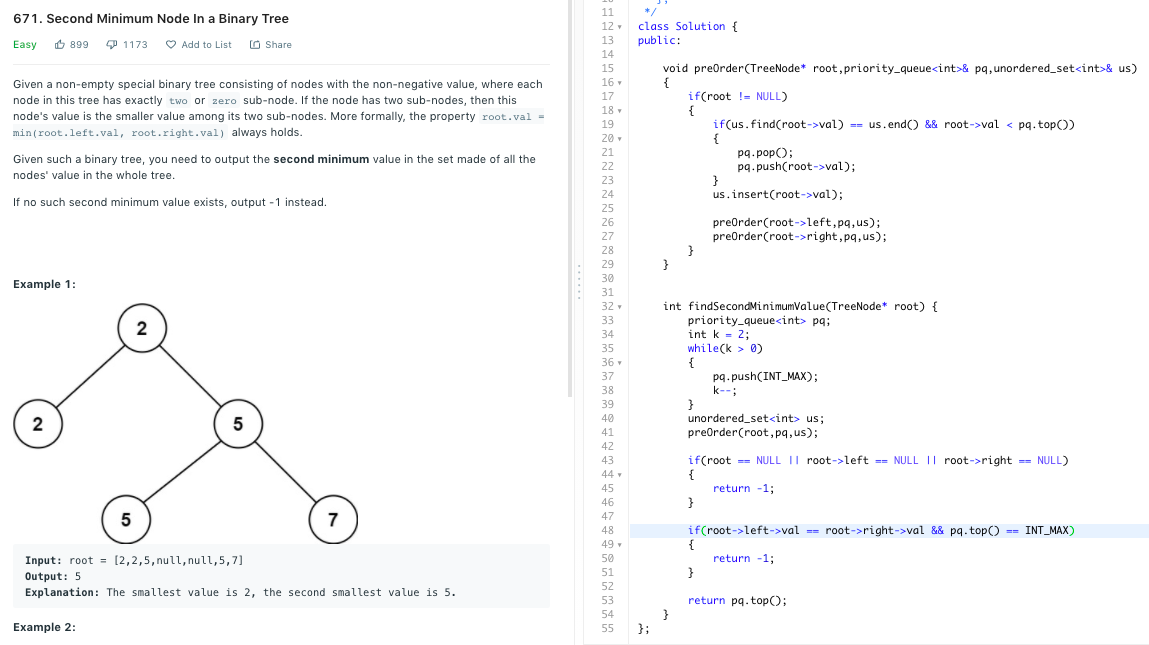 671. Second Minimum Node In a Binary Tree
Easy 899 1173 Add to List Share
Given a non-empty special binary tree consisting of nodes with the non-negative value, where each
node in this tree has exactly two or zero sub-node. If the node has two sub-nodes, then this
node's value is the smaller value among its two sub-nodes. More formally, the property root.val =
min(root.left.val, root.right.val) always holds.
Given such a binary tree, you need to output the second minimum value in the set made of all the
nodes' value in the whole tree.
If no such second minimum value exists, output -1 instead.
Example 1:
2
2
5
5
7
Input: root = [2,2,5,null,null,5,7]
Output: 5
Explanation: The smallest value is 2, the second smallest value is 5.
Example 2:
11 */
12 class Solution {
13 public:
14
15 void preOrder(TreeNode* root,priority_queue<int>& pq,unordered_set<int>& us)
16 {
17 if(root != NULL)
18 {
19 if(us.find(root->val) == us.end() && root->val < pq.top())
20 {
21 pq.pop();
22 pq.push(root->val);
23 }
24 us.insert(root->val);
25
26 preOrder(root->left,pq,us);
27 preOrder(root->right,pq,us);
28 }
29 }
30
31
32 int findSecondMinimumValue(TreeNode* root) {
33 priority_queue<int> pq;
34 int k = 2;
35 while(k > 0)
36 {
37 pq.push(INT_MAX);
38 k--;
39 }
40 unordered_set<int> us;
41 preOrder(root,pq,us);
42
43 if(root == NULL || root->left == NULL || root->right == NULL)
44 {
45 return -1;
46 }
47
48 if(root->left->val == root->right->val && pq.top() == INT_MAX)
49 {
50 return -1;
51 }
52
53 return pq.top();
54 }
55 };